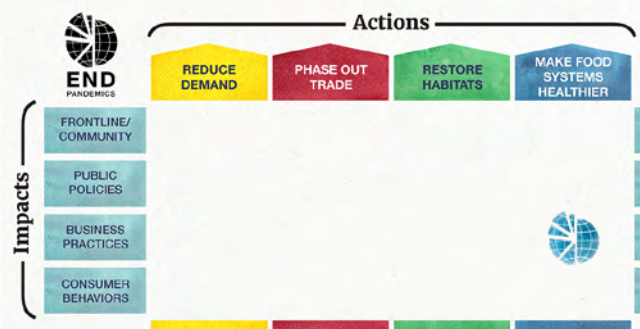 Actions
END
PANDEMICS
REDUCE
DEMAND
PHASE OUT
TRADE
RESTORE
HABITATS
MAKE FOOD
SYSTEMS
HEALTHIER
Impacts
FRONTLINE/
COMMUNITY
PUBLIC
POLICIES
BUSINESS
PRACTICES
CONSUMER
BEHAVIORS